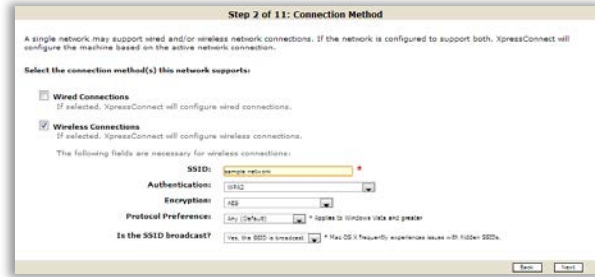 Step 2 of 11: Connection Method
A single network may support wired and/or wireless network connections. If the network is configured to support both, XpressConnect will
configure the machine based on the active network connection.
Select the connection method(s) this network supports:
Wired Connections
If selected, XpressConnect will configure wired connections.
Wireless Connections
If selected, XpressConnect will configure wireless connections.
The following fields are necessary for wireless connections:
SSID: sample network *
Authentication: WPA2
Encryption: AES
Protocol Preference: Any (Default) * Applies to Windows Vista and greater
Is the SSID broadcast? Yes, the SSID is broadcast. * Mac OS X frequently experiences issues with hidden SSIDs.
Back Next